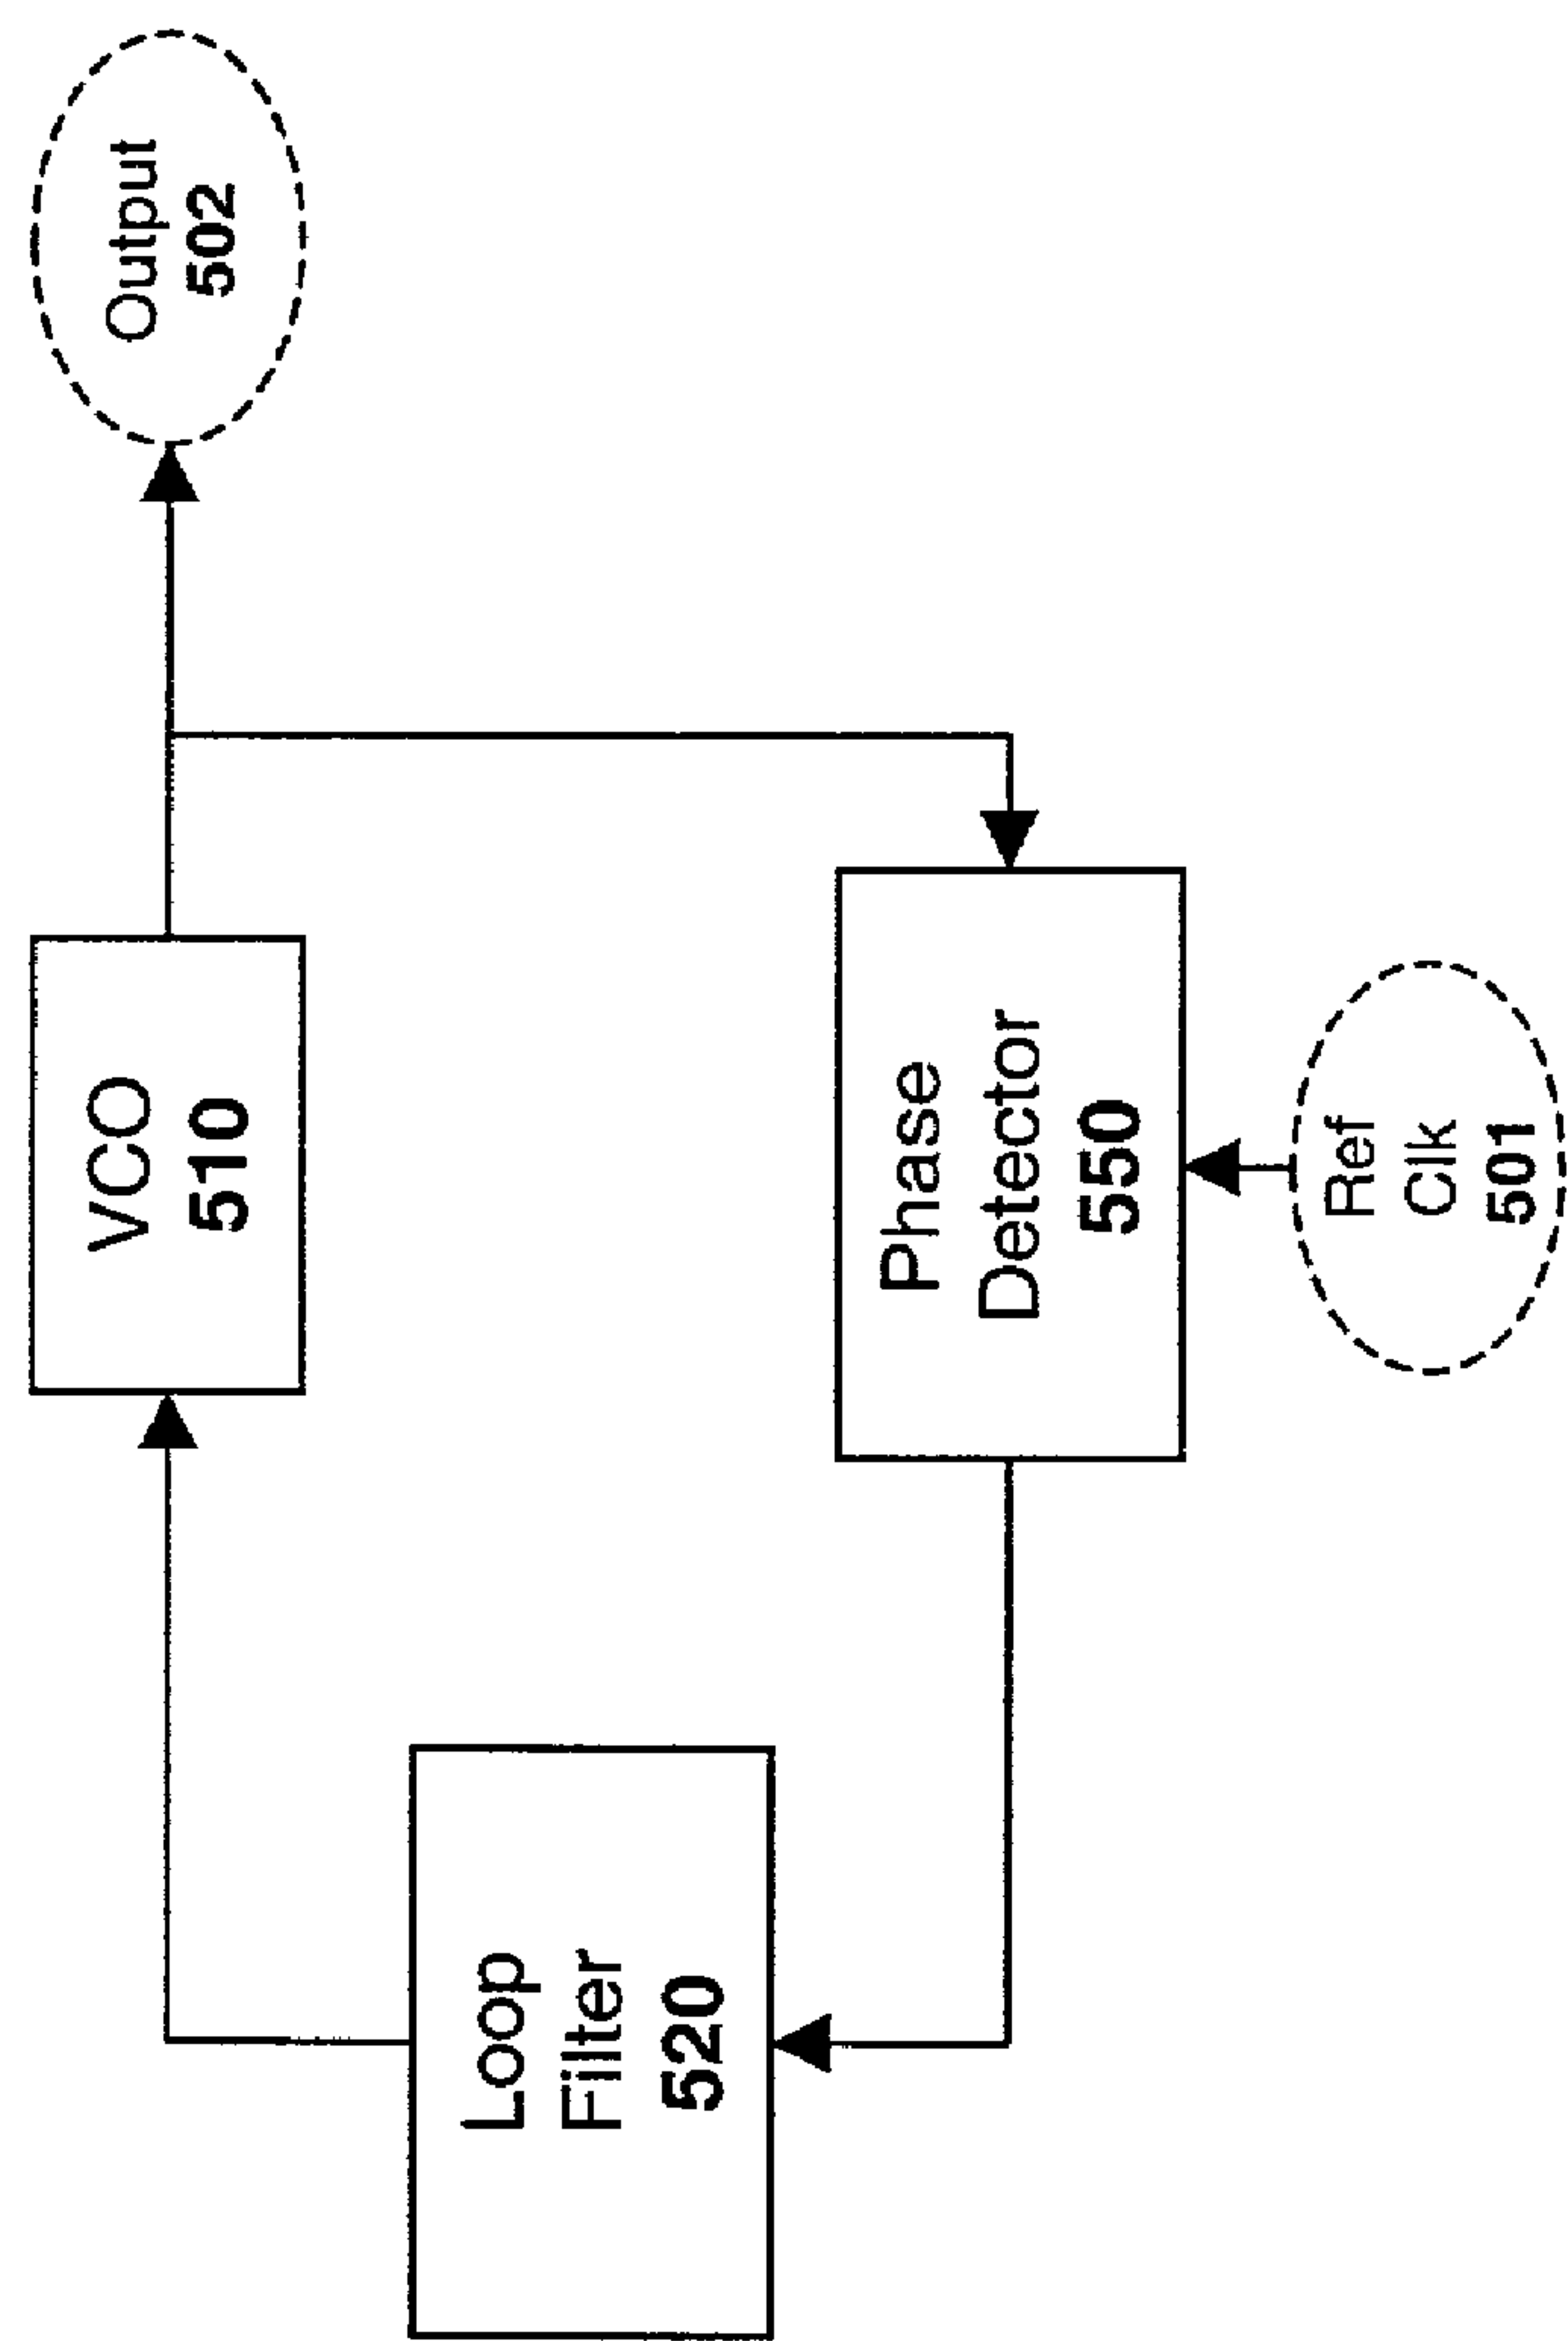 VCO
510
Output
502
Loop
Filter
520
Phase
Detector
550
Ref
Clk
501